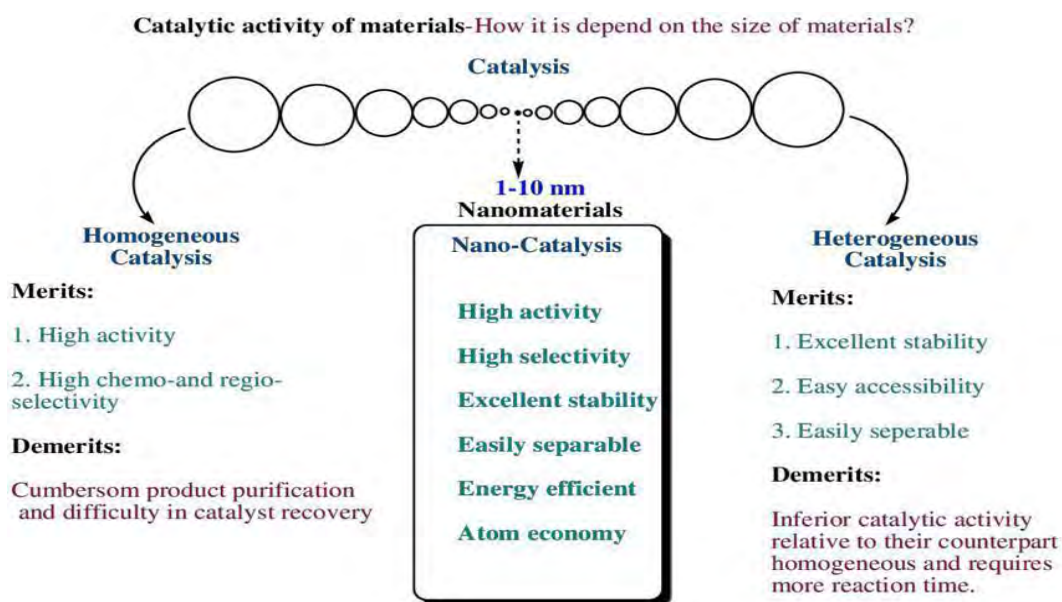 Catalytic activity of materials-How it is depend on the size of materials?
Catalysis
1-10 nm
Nanomaterials
Homogeneous
Catalysis
Merits:
1. High activity
2. High chemo-and regio-
selectivity
Demerits:
Cumbersom product purification
and difficulty in catalyst recovery
Nano-Catalysis
High activity
High selectivity
Excellent stability
Easily separable
Energy efficient
Atom economy
Heterogeneous
Catalysis
Merits:
1. Excellent stability
2. Easy accessibility
3. Easily seperable
Demerits:
Inferior catalytic activity
relative to their counterpart
homogeneous and requires
more reaction time.